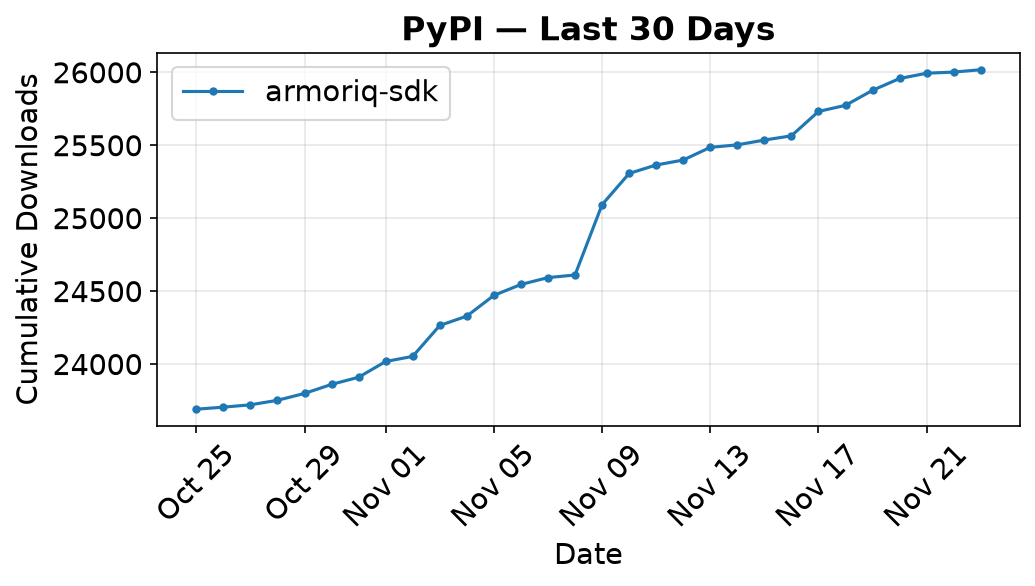 PyPI — Last 30 Days
armoriq-sdk
Cumulative Downloads
26000
25500
25000
24500
24000
Oct 25
Oct 29
Nov 01
Nov 05
Nov 09
Nov 13
Nov 17
Nov 21
Date